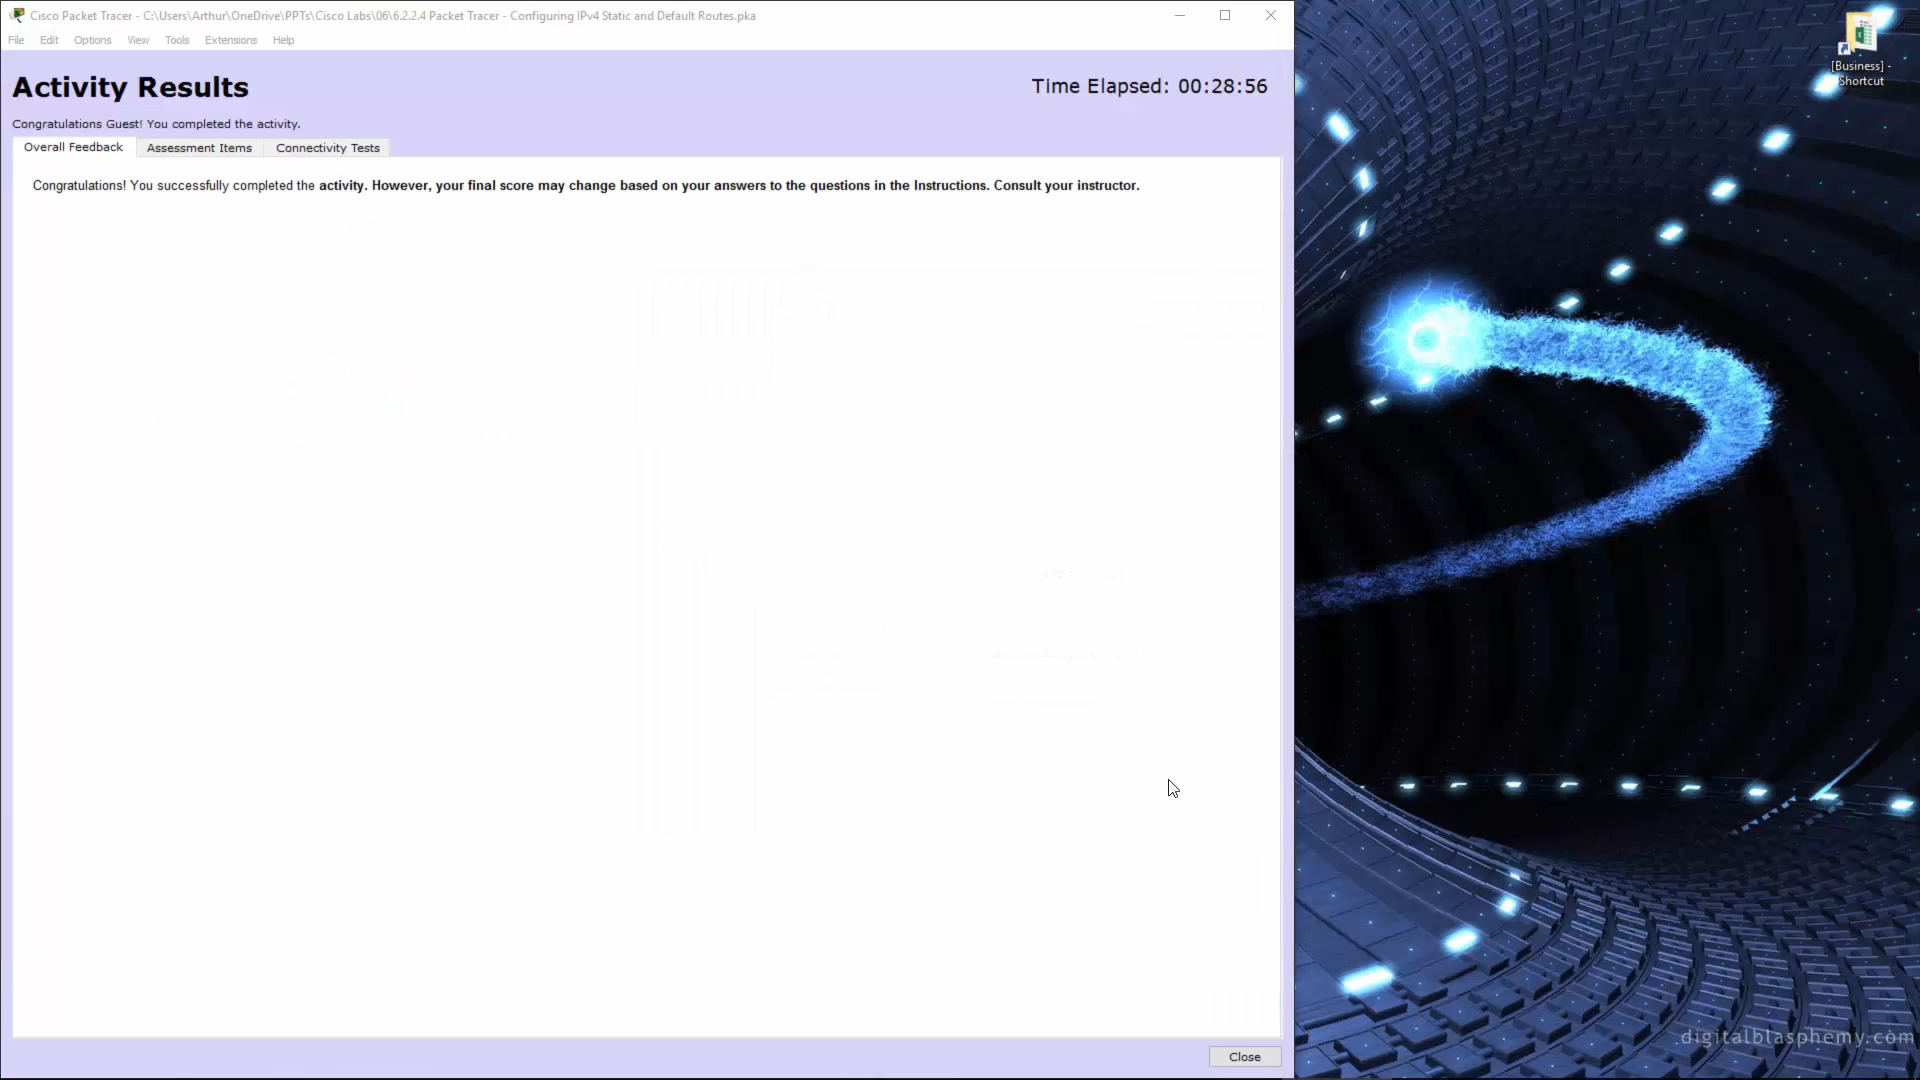 Cisco Packet Tracer - C:\Users\Arthur\OneDrive\PPTs\Cisco Labs\06\6.2.2.4 Packet Tracer - Configuring IPv4 Static and Default Routes.pka
File Edit Options View Tools Extensions Help
Activity Results
Time Elapsed: 00:28:56
Congratulations Guest! You completed the activity.
Overall Feedback Assessment Items Connectivity Tests
Congratulations! You successfully completed the activity. However, your final score may change based on your answers to the questions in the Instructions. Consult your instructor.
Close
[Business] -
Shortcut
digitalblasphemy.com